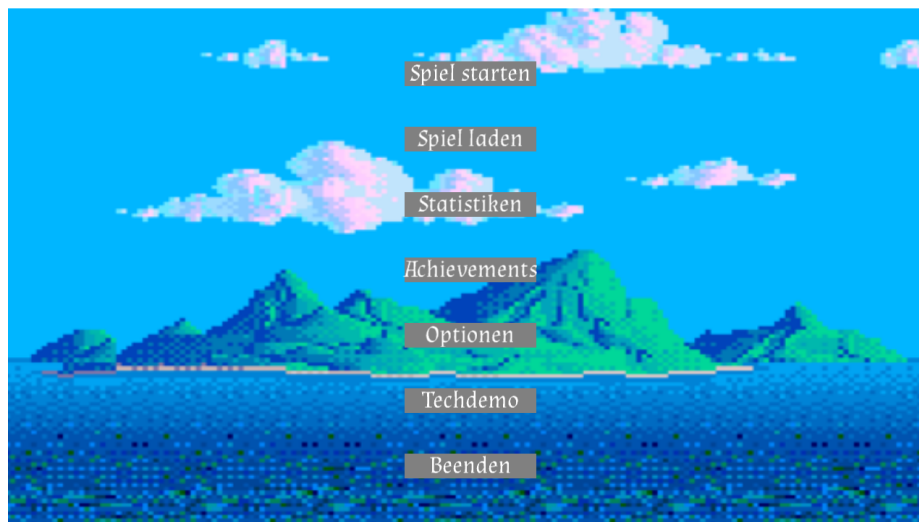 Spiel starten
Spiel laden
Statistiken
Achievements
Optionen
Techdemo
Beenden